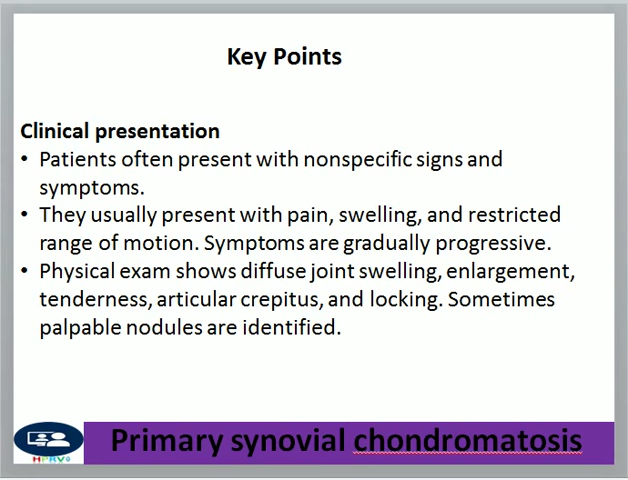 Key Points
Clinical presentation
• Patients often present with nonspecific signs and
symptoms.
• They usually present with pain, swelling, and restricted
range of motion. Symptoms are gradually progressive.
• Physical exam shows diffuse joint swelling, enlargement,
tenderness, articular crepitus, and locking. Sometimes
palpable nodules are identified.
Primary synovial chondromatosis
HPRV